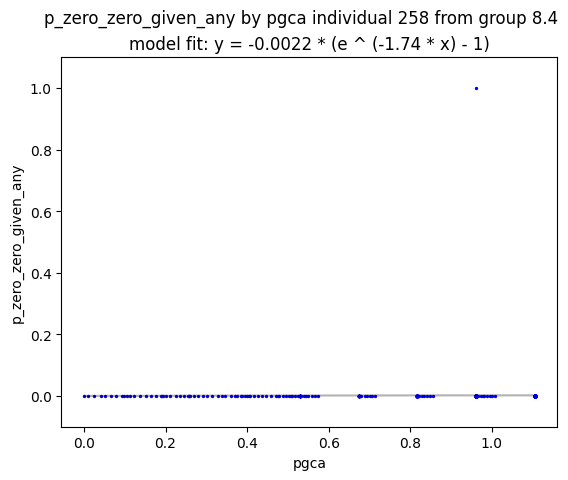 p_zero_zero_given_any by pgca individual 258 from group 8.4
model fit: y = -0.0022 * (e ^ (-1.74 * x) - 1)
1.0
0.8
0.6
0.4
0.2
0.0
p_zero_zero_given_any
0.0 0.2 0.4 0.6 0.8 1.0
pgca